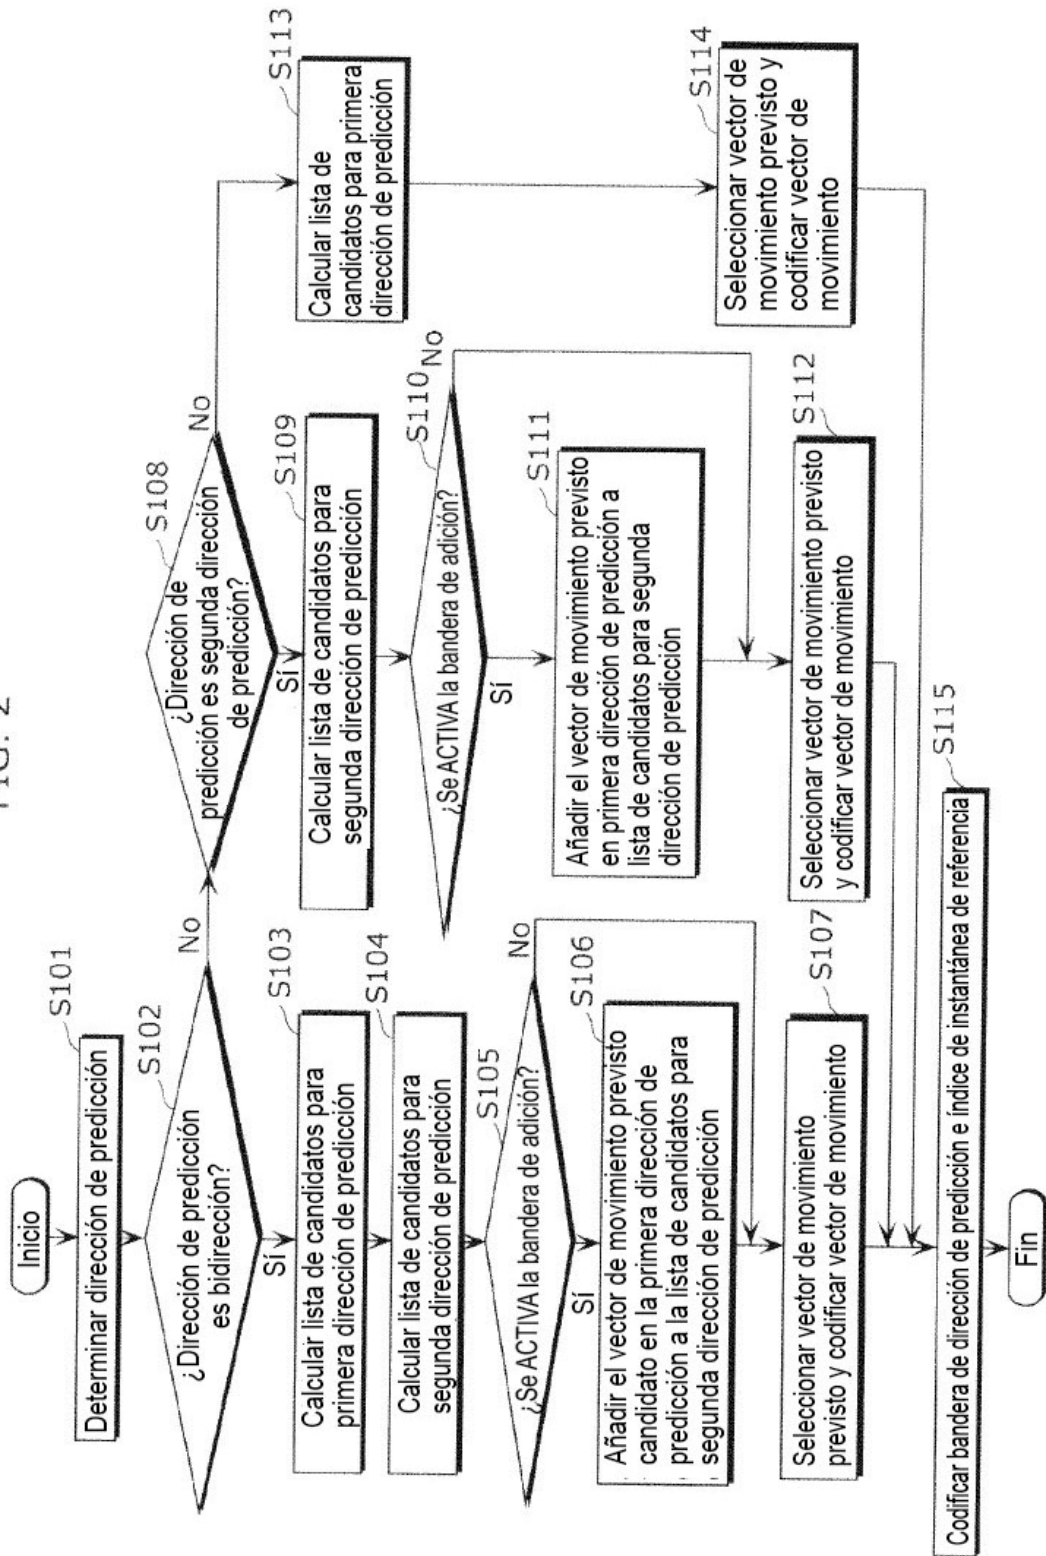 FIG. 2
Inicio
S101
Determinar dirección de predicción
S102
¿Dirección de predicción
es bidirección?
No
Sí
S103
Calcular lista de candidatos para
primera dirección de predicción
S104
Calcular lista de candidatos para
segunda dirección de predicción
S105
¿Se ACTIVA la bandera de adición?
No
Sí
S106
Añadir el vector de movimiento previsto
candidato en la primera dirección de
predicción a la lista de candidatos para
segunda dirección de predicción
S107
Seleccionar vector de movimiento
previsto y codificar vector de movimiento
S108
¿Dirección de
predicción es segunda dirección
de predicción?
No
Sí
S109
Calcular lista de candidatos para
segunda dirección de predicción
S110
¿Se ACTIVA la bandera de adición?
No
Sí
S111
Añadir el vector de movimiento previsto
en primera dirección de predicción a
lista de candidatos para segunda
dirección de predicción
S112
Seleccionar vector de movimiento previsto
y codificar vector de movimiento
S113
Calcular lista de
candidatos para primera
dirección de predicción
S114
Seleccionar vector de
movimiento previsto y
codificar vector de
movimiento
S115
Codificar bandera de dirección de predicción e índice de instantánea de referencia
Fin